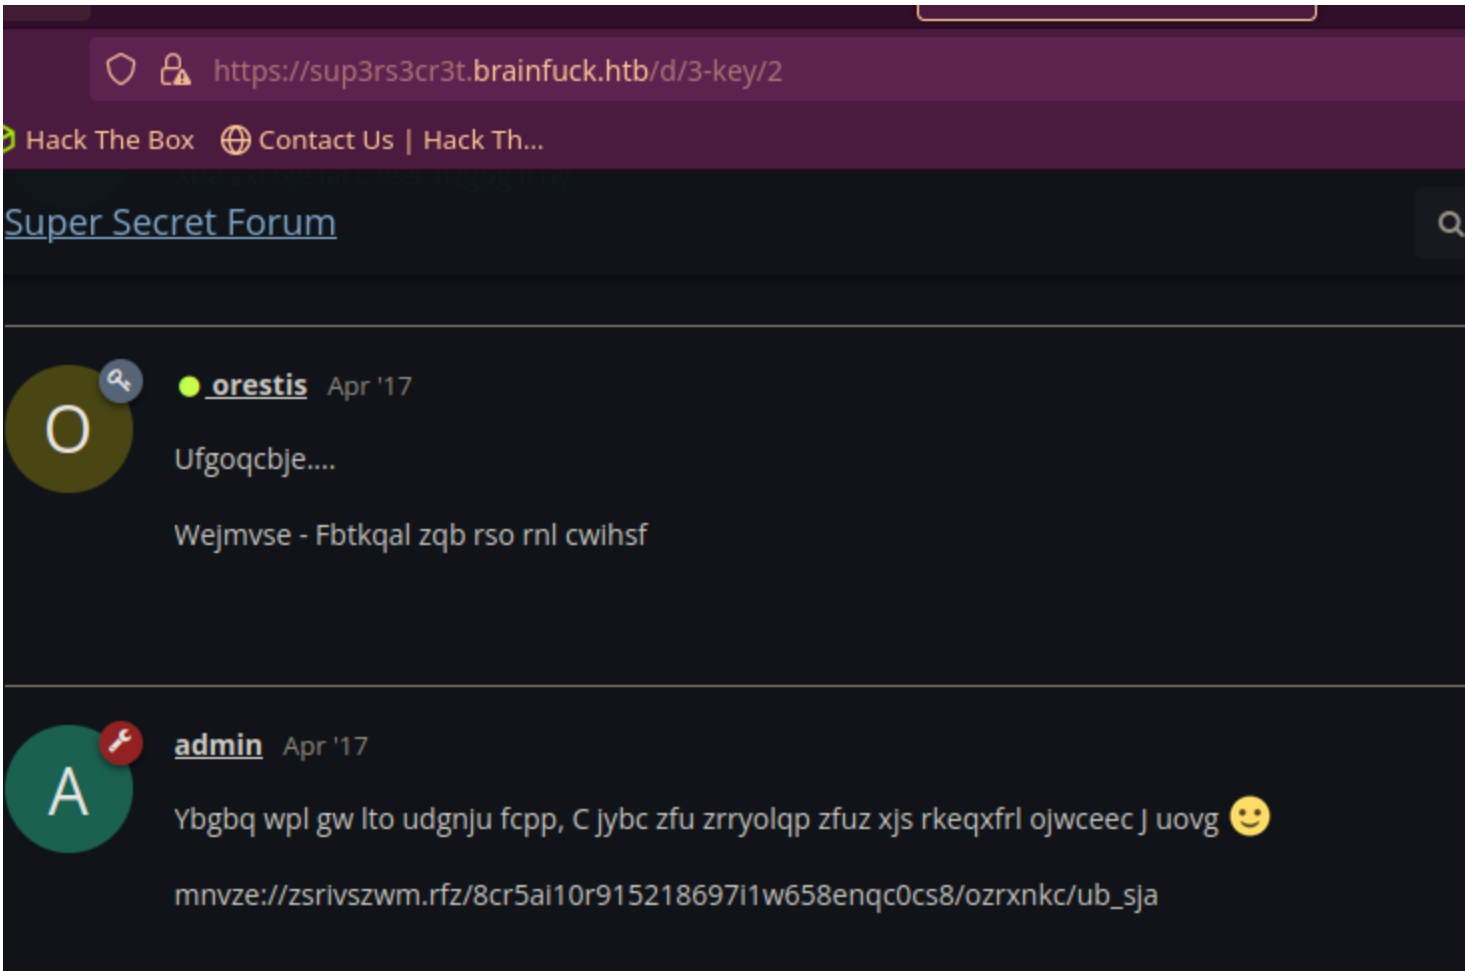 https://sup3rs3cr3t.brainfuck.htb/d/3-key/2
Hack The Box Contact Us | Hack Th...
Super Secret Forum
O
orestis Apr '17
Ufgoqcbje....
Wejmvse - Fbtkqal zqb rso rnl cwihsf
A
admin Apr '17
Ybgbq wpl gw lto udgnju fcpp, C jybc zfu zrryolqp zfuz xjs rkeqxfrl ojwceec J uovg 🙂
mnvze://zsrivszwm.rfz/8cr5ai10r915218697i1w658enqc0cs8/ozrxnkc/ub_sja